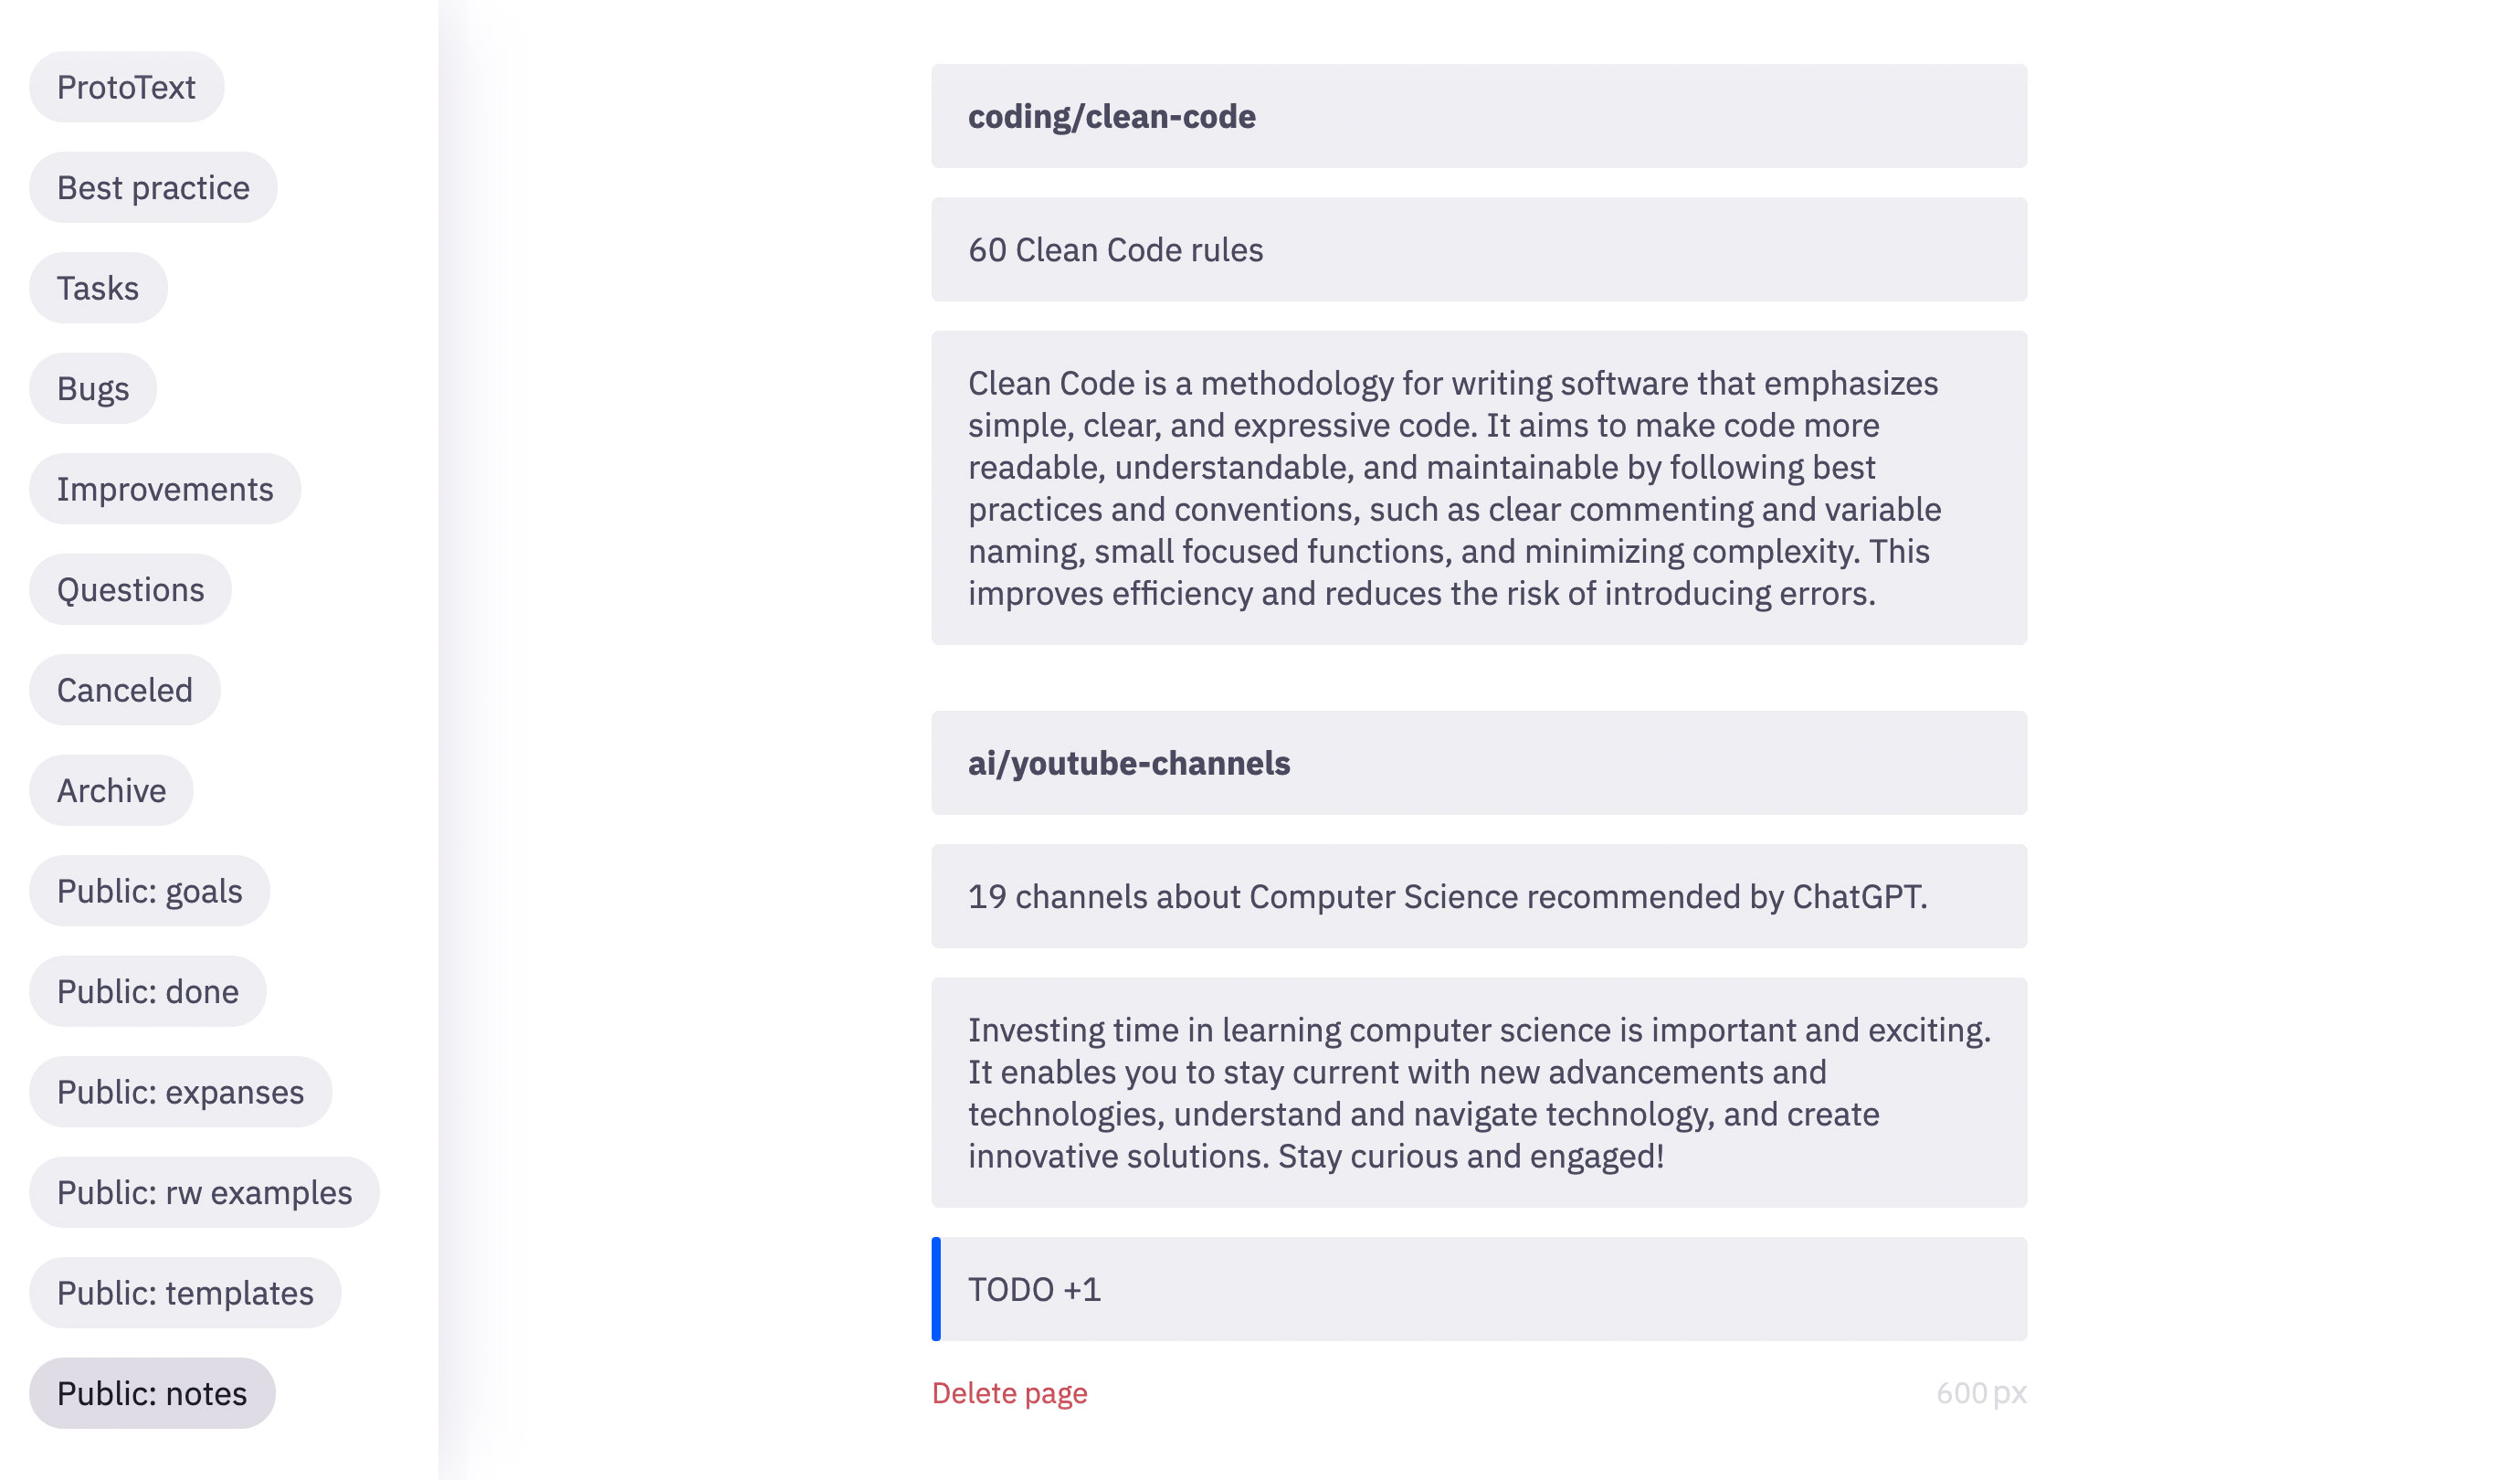 ProtoText
Best practice
Tasks
Bugs
Improvements
Questions
Canceled
Archive
Public: goals
Public: done
Public: expanses
Public: rw examples
Public: templates
Public: notes
coding/clean-code
60 Clean Code rules
Clean Code is a methodology for writing software that emphasizes
simple, clear, and expressive code. It aims to make code more
readable, understandable, and maintainable by following best
practices and conventions, such as clear commenting and variable
naming, small focused functions, and minimizing complexity. This
improves efficiency and reduces the risk of introducing errors.
ai/youtube-channels
19 channels about Computer Science recommended by ChatGPT.
Investing time in learning computer science is important and exciting.
It enables you to stay current with new advancements and
technologies, understand and navigate technology, and create
innovative solutions. Stay curious and engaged!
TODO +1
Delete page
600 px